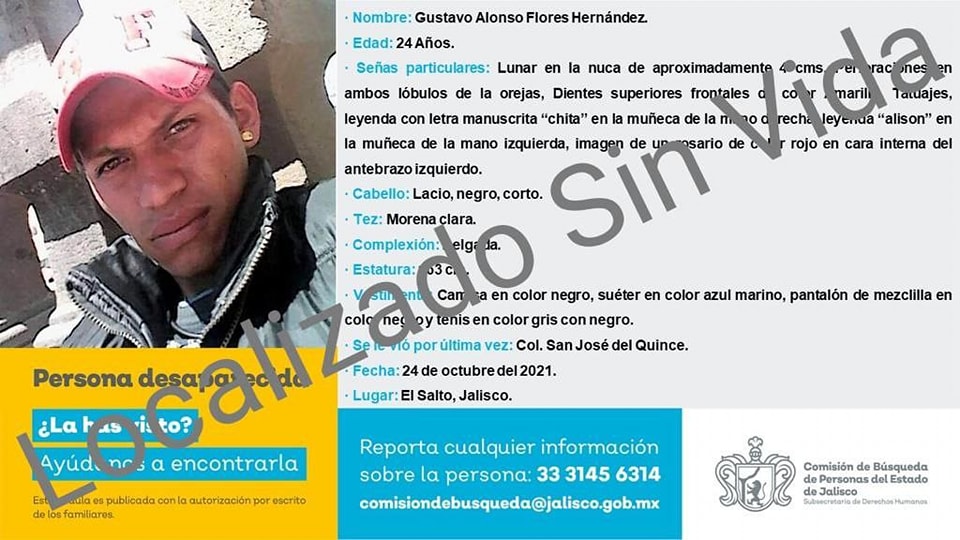 F
· Nombre: Gustavo Alonso Flores Hernández.
· Edad: 24 Años.
· Señas particulares: Lunar en la nuca de aproximadamente 4 cms. Perforaciones en
ambos lóbulos de la orejas, Dientes superiores frontales de color Amarillo, Tatuajes,
leyenda con letra manuscrita “chita” en la muñeca de la mano derecha, leyenda “alison” en
la muñeca de la mano izquierda, imagen de un rosario de color rojo en cara interna del
antebrazo izquierdo.
· Cabello: Lacio, negro, corto.
· Tez: Morena clara.
· Complexión: Delgada.
· Estatura: 63 cm.
· Vestimenta: Camisa en color negro, suéter en color azul marino, pantalón de mezclilla en
color negro y tenis en color gris con negro.
· Se le vió por última vez: Col. San José del Quince.
· Fecha: 24 de octubre del 2021.
· Lugar: El Salto, Jalisco.
Localizado Sin Vida
Persona desaparecida
¿La has visto?
Ayúdanos a encontrarla
Esta cédula es publicada con la autorización por escrito
de los familiares.
Reporta cualquier información
sobre la persona: 33 3145 6314
comisiondebusqueda@jalisco.gob.mx
Comisión de Búsqueda
de Personas del Estado
de Jalisco
Subsecretaría de Derechos Humanos